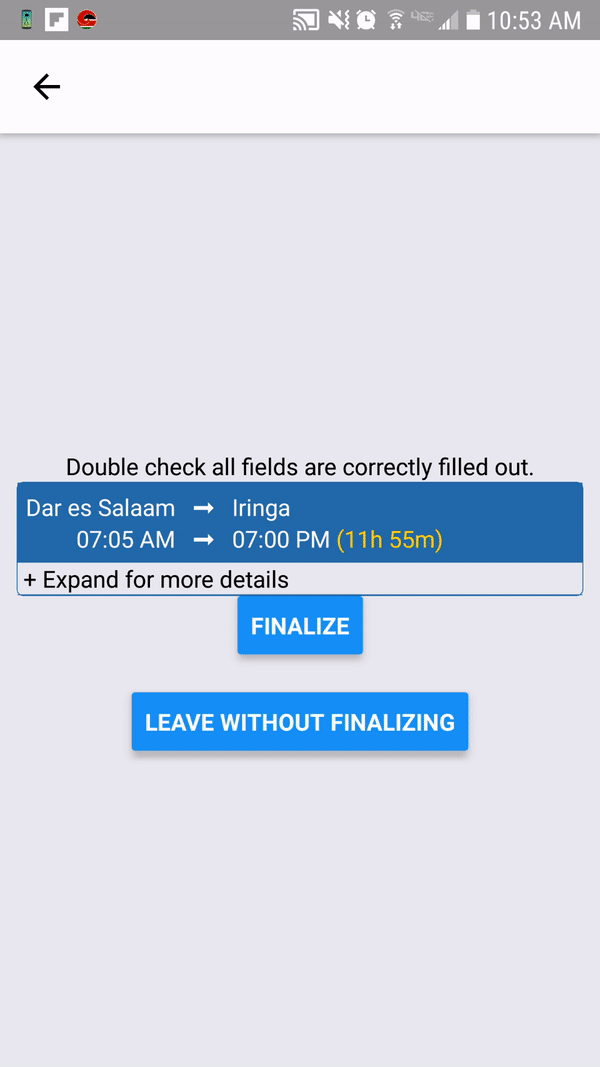 10:53 AM
Double check all fields are correctly filled out.
Dar es Salaam → Iringa
07:05 AM → 07:00 PM (11h 55m)
+ Expand for more details
FINALIZE
LEAVE WITHOUT FINALIZING